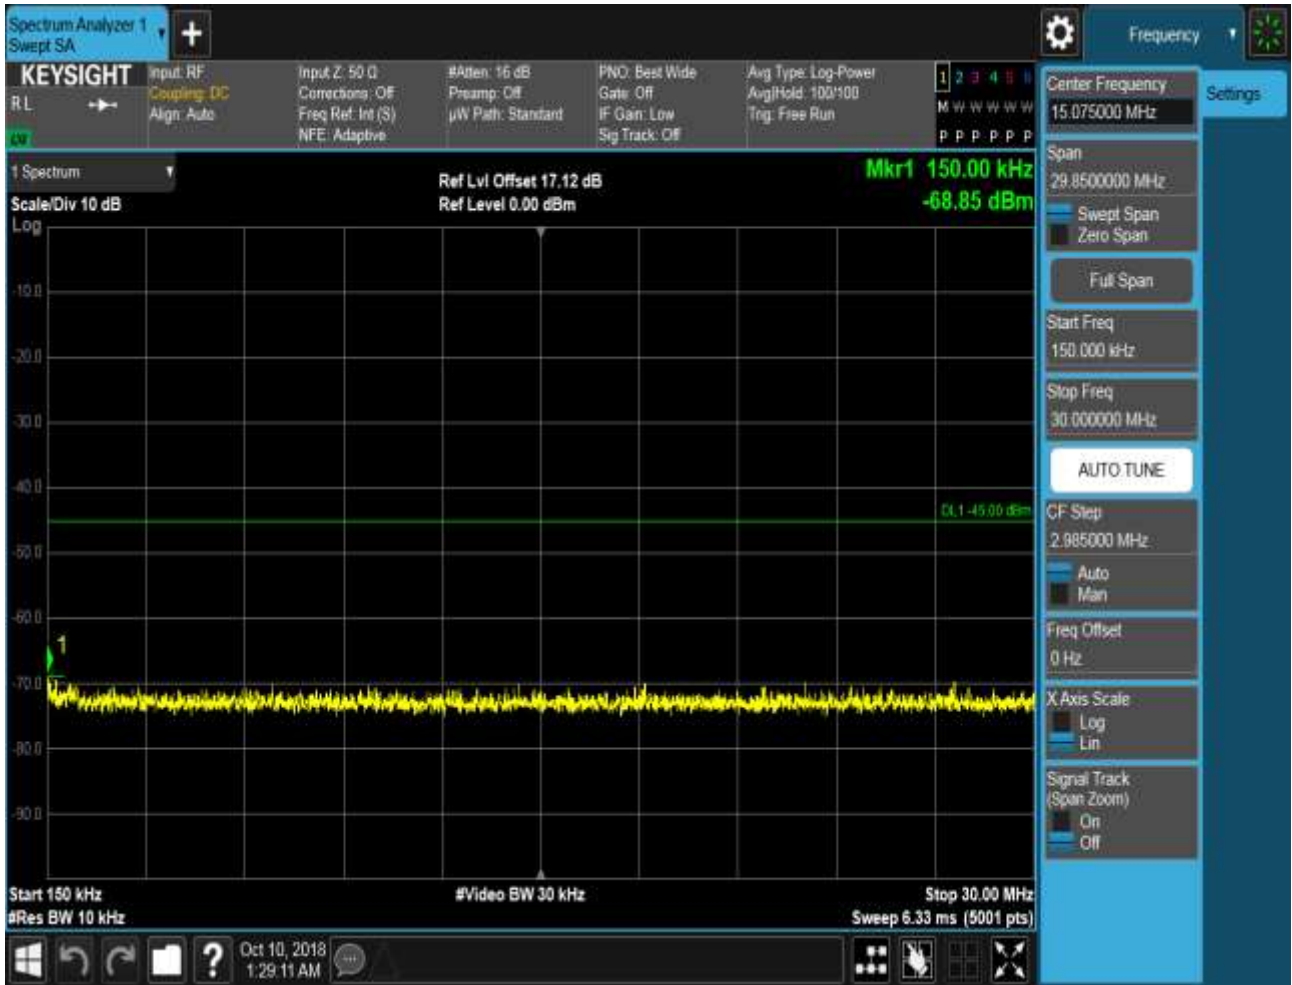 Spectrum Analyzer 1
Swept SA
Frequency
KEYSIGHT
RL
LW
Input: RF
Coupling: DC
Align: Auto
Input Z: 50 Ω
Corrections: Off
Freq Ref: Int (S)
NFE: Adaptive
#Atten: 16 dB
Preamp: Off
µW Path: Standard
PNO: Best Wide
Gate: Off
IF Gain: Low
Sig Track: Off
Avg Type: Log-Power
Avg|Hold: 100/100
Trig: Free Run
1 2 3 4 5 6
M W W W W W
P P P P P P
1 Spectrum
Scale/Div 10 dB
Log
Ref Lvl Offset 17.12 dB
Ref Level 0.00 dBm
Mkr1 150.00 kHz
-68.85 dBm
-10.0
-20.0
-30.0
-40.0
-50.0
-60.0
-70.0
-80.0
-90.0
DL1 -45.00 dBm
1
Start 150 kHz
#Res BW 10 kHz
#Video BW 30 kHz
Stop 30.00 MHz
Sweep 6.33 ms (5001 pts)
Center Frequency
15.075000 MHz
Settings
Span
29.8500000 MHz
Swept Span
Zero Span
Full Span
Start Freq
150.000 kHz
Stop Freq
30.000000 MHz
AUTO TUNE
CF Step
2.985000 MHz
Auto
Man
Freq Offset
0 Hz
X Axis Scale
Log
Lin
Signal Track
(Span Zoom)
On
Off
?
Oct 10, 2018
1:29:11 AM